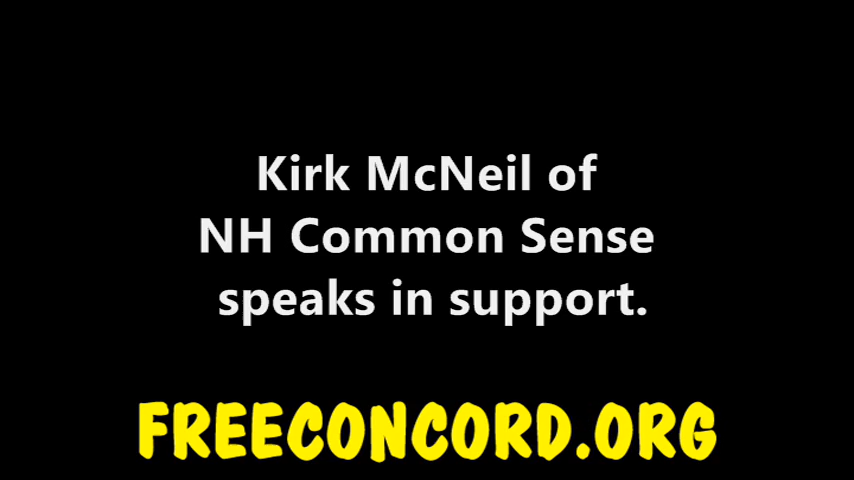 Kirk McNeil of
NH Common Sense
speaks in support.
FREECONCORD.ORG